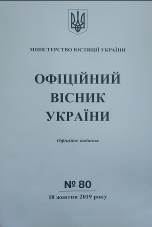 МІНІСТЕРСТВО ЮСТИЦІЇ УКРАЇНИ
ОФІЦІЙНИЙ
ВІСНИК
УКРАЇНИ
Офіційне видання
№ 80
18 жовтня 2019 року